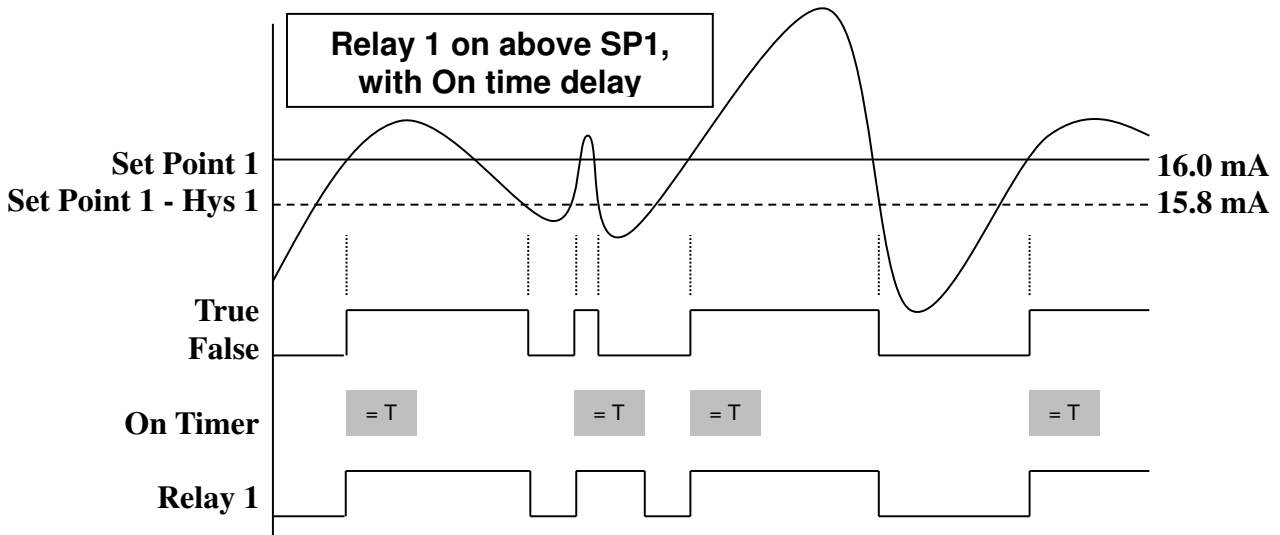 Relay 1 on above SP1,
with On time delay
Set Point 1
16.0 mA
Set Point 1 - Hys 1
15.8 mA
True
False
On Timer
= T
= T
= T
= T
Relay 1